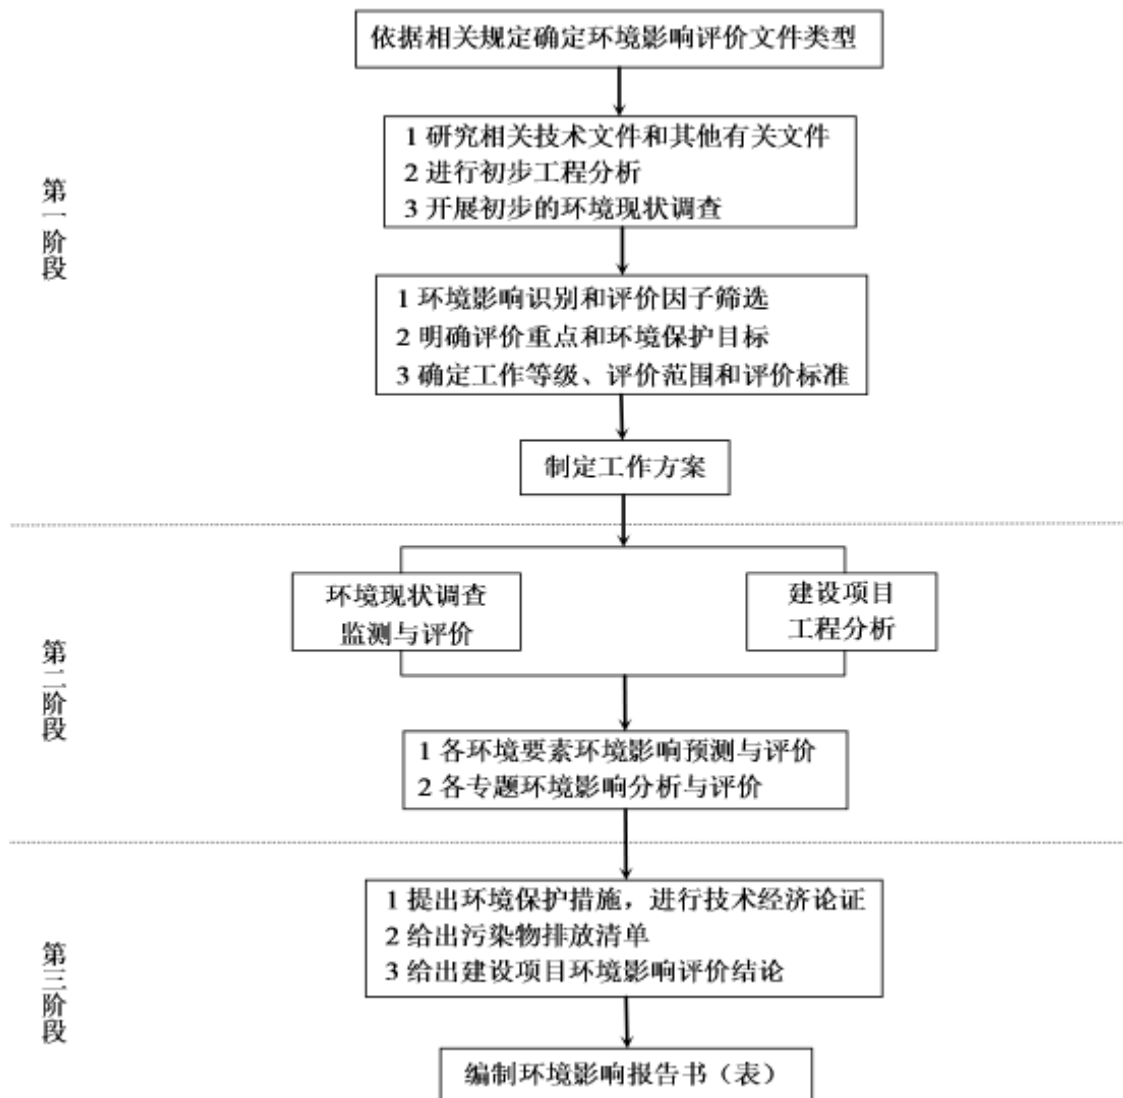 依据相关规定确定环境影响评价文件类型
1 研究相关技术文件和其他有关文件
2 进行初步工程分析
3 开展初步的环境现状调查
第一阶段
1 环境影响识别和评价因子筛选
2 明确评价重点和环境保护目标
3 确定工作等级、评价范围和评价标准
制定工作方案
环境现状调查
监测与评价
建设项目
工程分析
第二阶段
1 各环境要素环境影响预测与评价
2 各专题环境影响分析与评价
1 提出环境保护措施，进行技术经济论证
2 给出污染物排放清单
3 给出建设项目环境影响评价结论
第三阶段
编制环境影响报告书（表）